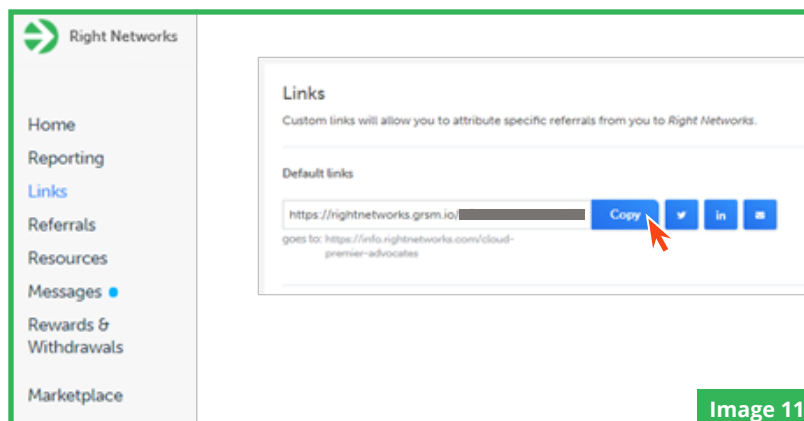 Right Networks
Home
Reporting
Links
Referrals
Resources
Messages
Rewards &
Withdrawals
Marketplace
Links
Custom links will allow you to attribute specific referrals from you to Right Networks.
Default links
https://rightnetworks.grsm.io/
Copy
in
goes to: https://info.rightnetworks.com/cloud-
premier-advocates
Image 11